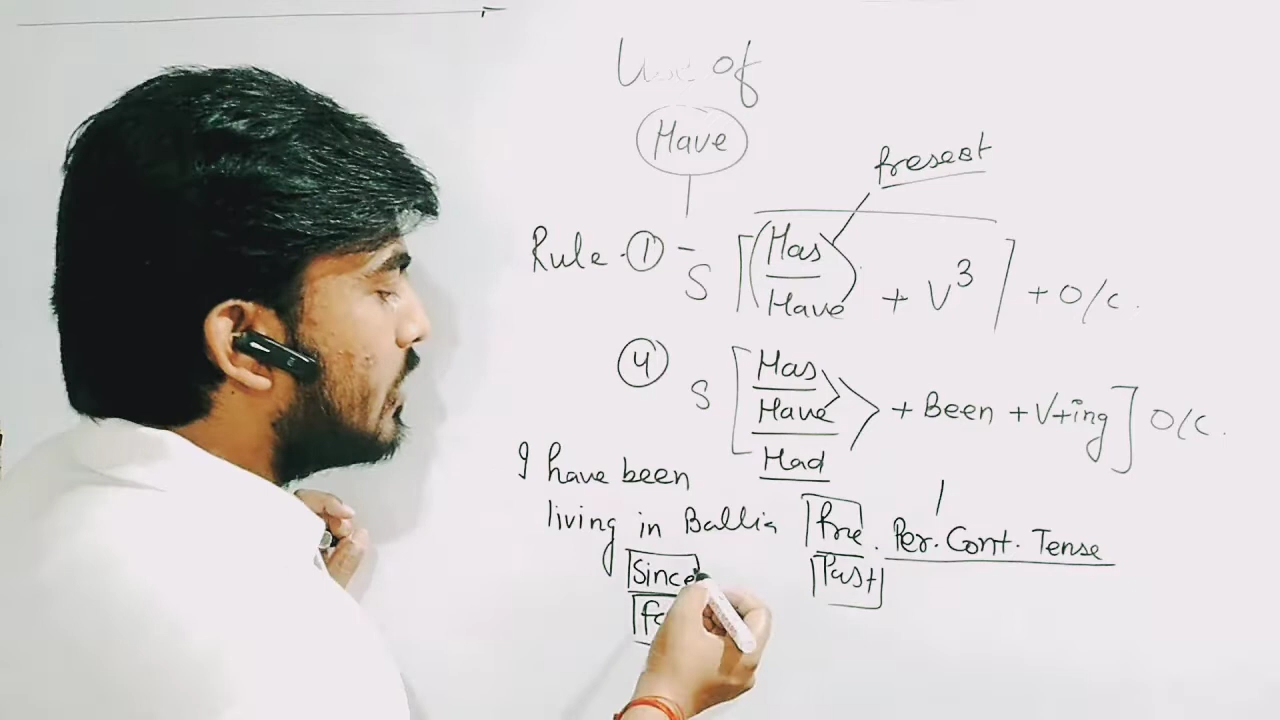 Use of
Have
Present
Rule. ① - S [Has / Have + V³] + O/C.
④ S [Has / Have / Had + Been + V+ing] O/C.
I have been
living in Ballia
Since
Pre. Per. Cont. Tense
Past